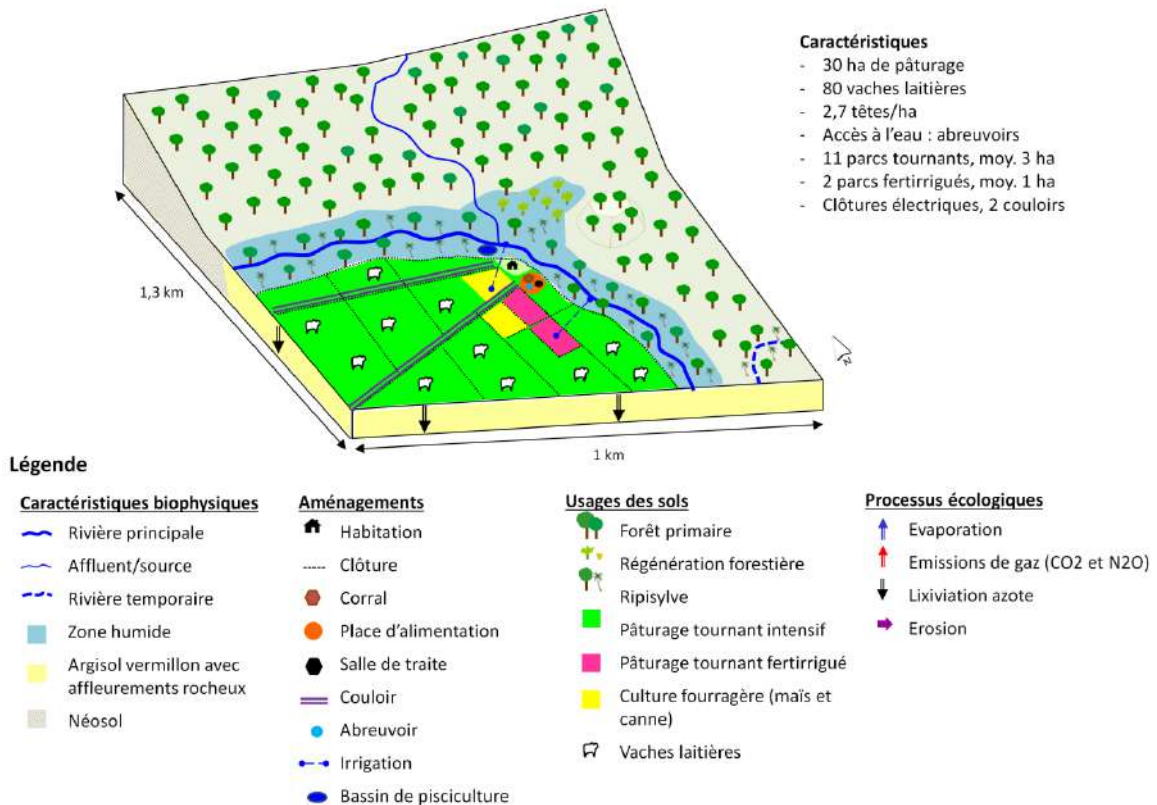 Caractéristiques
- 30 ha de pâturage
- 80 vaches laitières
- 2,7 têtes/ha
- Accès à l'eau : abreuvoirs
- 11 parcs tournants, moy. 3 ha
- 2 parcs fertirrigués, moy. 1 ha
- Clôtures électriques, 2 couloirs
1,3 km
N
1 km
Légende
Caractéristiques biophysiques
Rivière principale
Affluent/source
Rivière temporaire
Zone humide
Argisol vermillon avec
affleurements rocheux
Néosol
Aménagements
Habitation
Clôture
Corral
Place d'alimentation
Salle de traite
Couloir
Abreuvoir
Irrigation
Bassin de pisciculture
Usages des sols
Forêt primaire
Régénération forestière
Ripisylve
Pâturage tournant intensif
Pâturage tournant fertirrigué
Culture fourragère (maïs et
canne)
Vaches laitières
Processus écologiques
Evaporation
Emissions de gaz (CO2 et N2O)
Lixiviation azote
Erosion